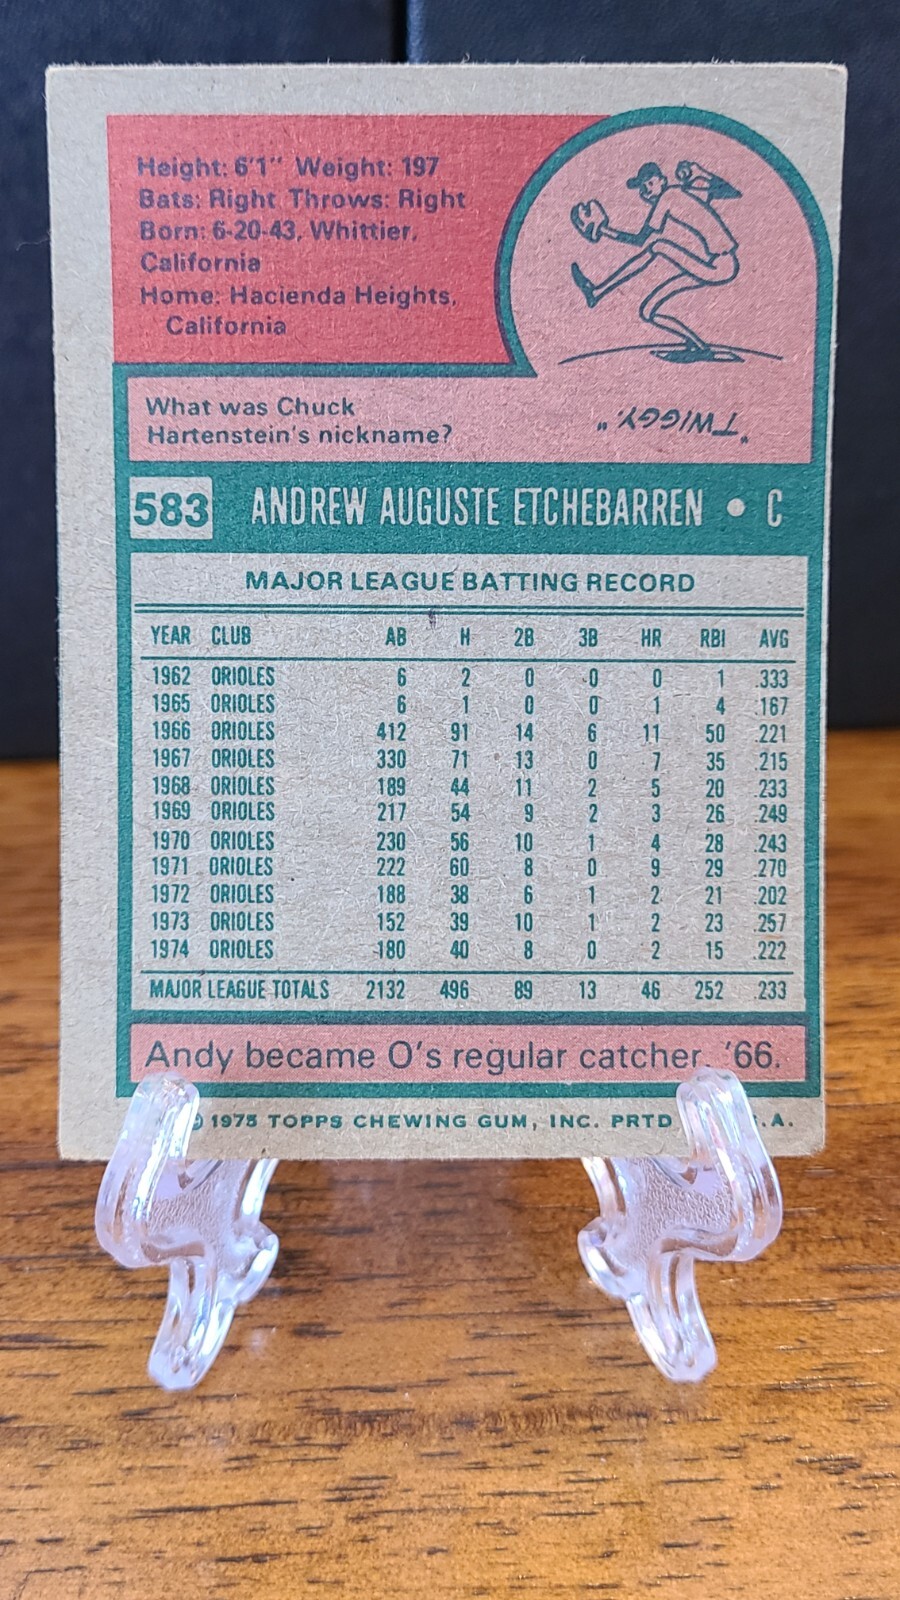 Height: 6'1" Weight: 197
Bats: Right Throws: Right
Born: 6-20-43, Whittier,
California
Home: Hacienda Heights,
California
What was Chuck
Hartenstein's nickname?
"TWIGGY."
583 ANDREW AUGUSTE ETCHEBARREN • C
MAJOR LEAGUE BATTING RECORD
YEAR CLUB AB H 2B 3B HR RBI AVG
1962 ORIOLES 6 2 0 0 0 1 .333
1965 ORIOLES 6 1 0 0 1 4 .167
1966 ORIOLES 412 91 14 6 11 50 .221
1967 ORIOLES 330 71 13 0 7 35 .215
1968 ORIOLES 189 44 11 2 5 20 .233
1969 ORIOLES 217 54 9 2 3 26 .249
1970 ORIOLES 230 56 10 1 4 28 .243
1971 ORIOLES 222 60 8 0 9 29 .270
1972 ORIOLES 188 38 6 1 2 21 .202
1973 ORIOLES 152 39 10 1 2 23 .257
1974 ORIOLES 180 40 8 0 2 15 .222
MAJOR LEAGUE TOTALS 2132 496 89 13 46 252 .233
Andy became O's regular catcher, '66.
© 1975 TOPPS CHEWING GUM, INC. PRTD .A.